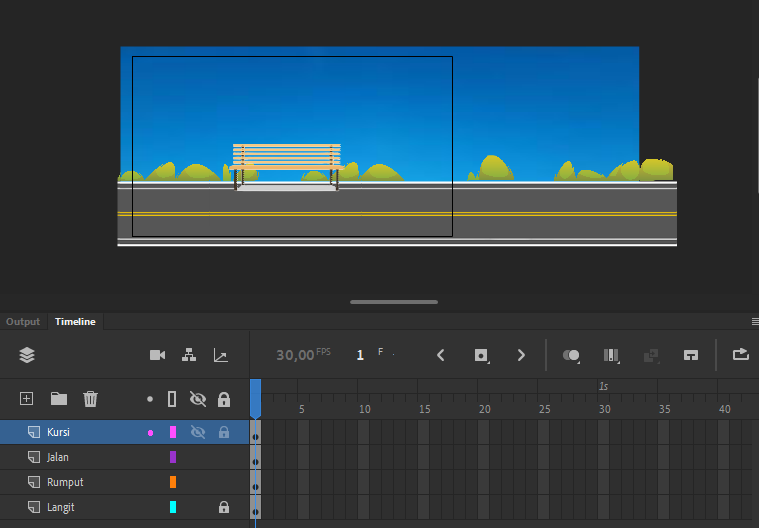 Output Timeline
30,00 FPS 1 F
1s
5 10 15 20 25 30 35 40
Kursi
Jalan
Rumput
Langit